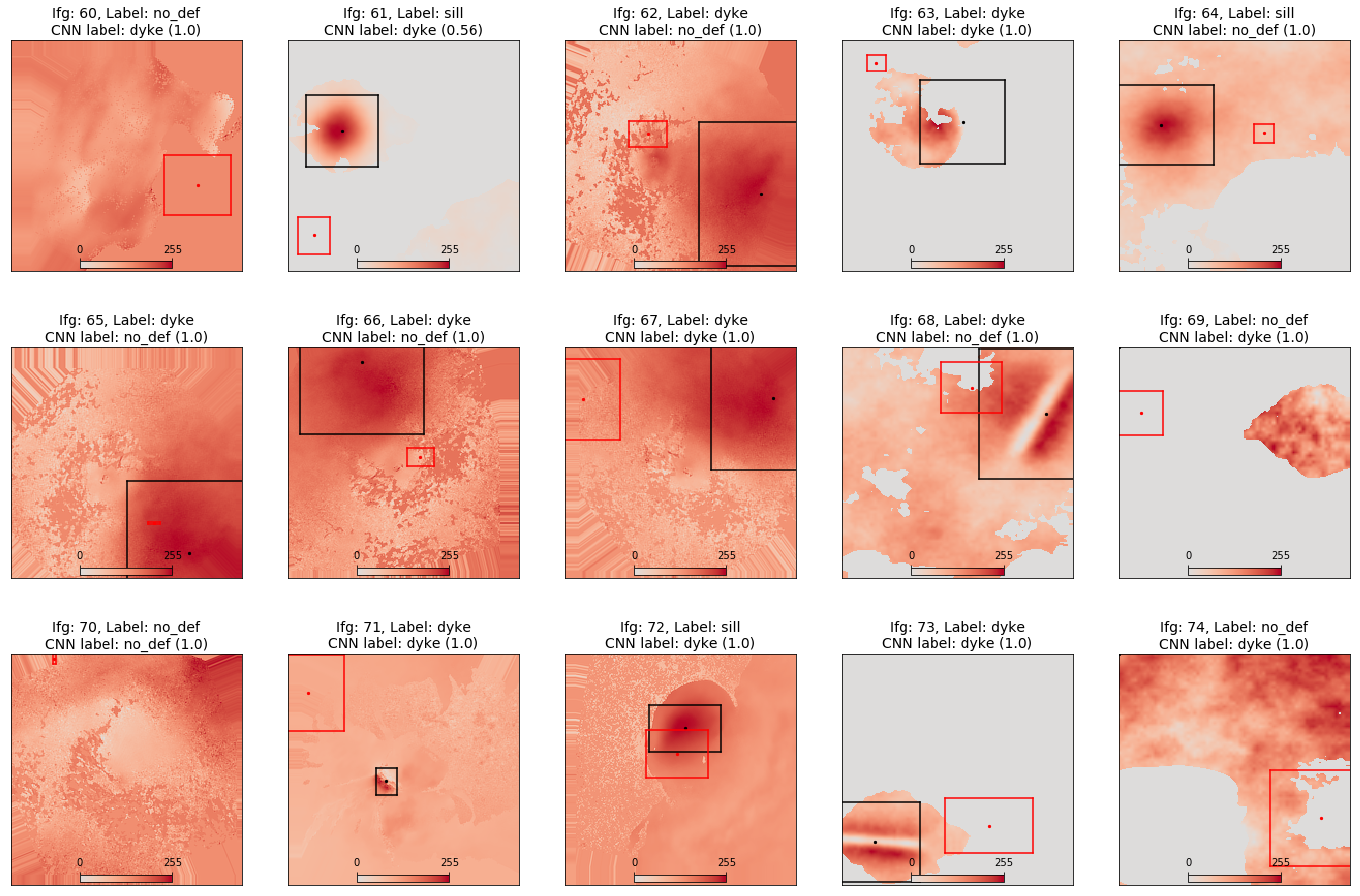 Ifg: 60, Label: no_def
CNN label: dyke (1.0)
0 255
Ifg: 61, Label: sill
CNN label: dyke (0.56)
0 255
Ifg: 62, Label: dyke
CNN label: no_def (1.0)
0 255
Ifg: 63, Label: dyke
CNN label: dyke (1.0)
0 255
Ifg: 64, Label: sill
CNN label: no_def (1.0)
0 255
Ifg: 65, Label: dyke
CNN label: no_def (1.0)
0 255
Ifg: 66, Label: dyke
CNN label: no_def (1.0)
0 255
Ifg: 67, Label: dyke
CNN label: dyke (1.0)
0 255
Ifg: 68, Label: dyke
CNN label: no_def (1.0)
0 255
Ifg: 69, Label: no_def
CNN label: dyke (1.0)
0 255
Ifg: 70, Label: no_def
CNN label: no_def (1.0)
0 255
Ifg: 71, Label: dyke
CNN label: dyke (1.0)
0 255
Ifg: 72, Label: sill
CNN label: dyke (1.0)
0 255
Ifg: 73, Label: dyke
CNN label: dyke (1.0)
0 255
Ifg: 74, Label: no_def
CNN label: dyke (1.0)
0 255